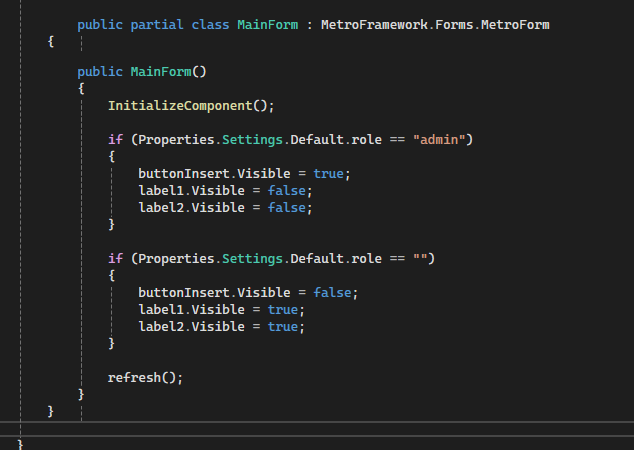 public partial class MainForm : MetroFramework.Forms.MetroForm
{
public MainForm()
{
InitializeComponent();
if (Properties.Settings.Default.role == "admin")
{
buttonInsert.Visible = true;
label1.Visible = false;
label2.Visible = false;
}
if (Properties.Settings.Default.role == "")
{
buttonInsert.Visible = false;
label1.Visible = true;
label2.Visible = true;
}
refresh();
}
}
}